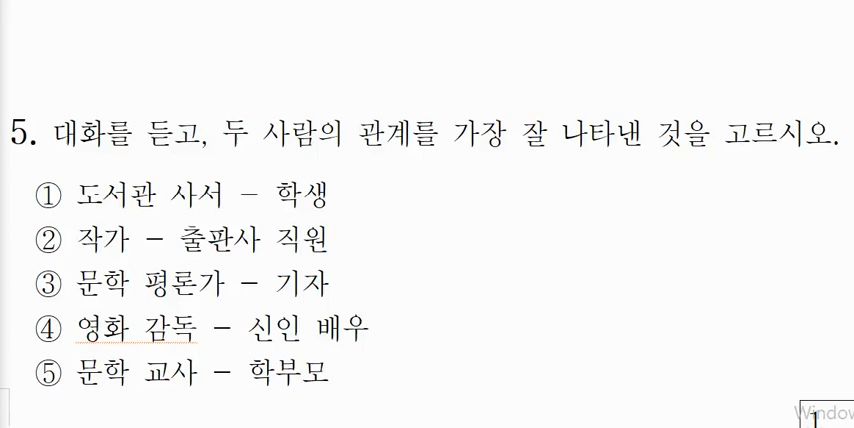 5. 대화를 듣고, 두 사람의 관계를 가장 잘 나타낸 것을 고르시오.
① 도서관 사서 – 학생
② 작가 – 출판사 직원
③ 문학 평론가 – 기자
④ 영화 감독 – 신인 배우
⑤ 문학 교사 – 학부모
1